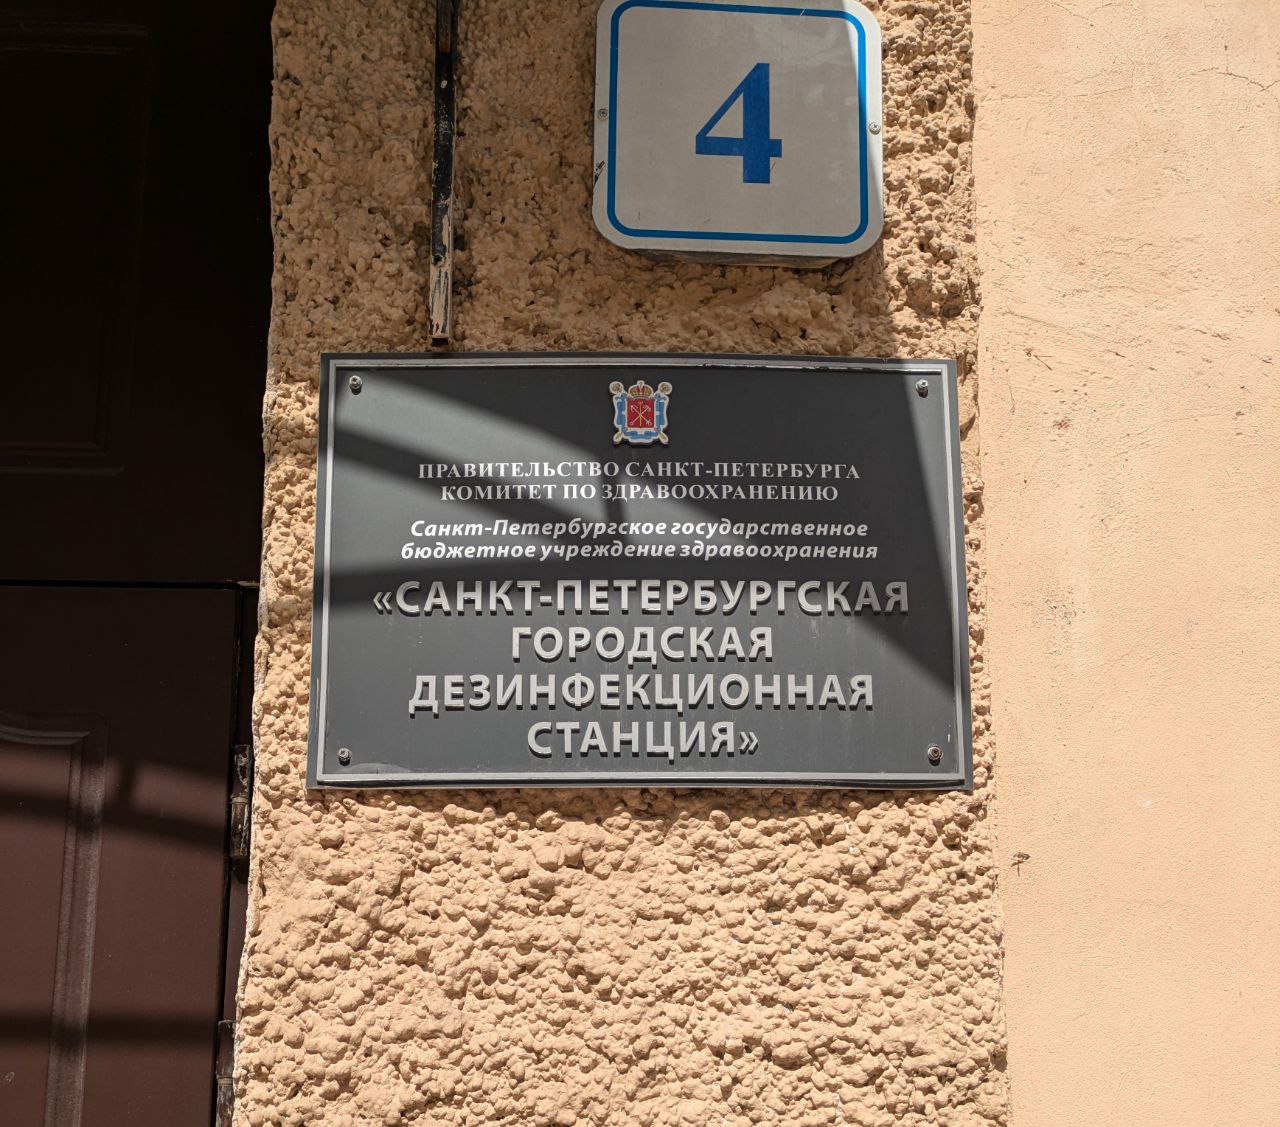 4
ПРАВИТЕЛЬСТВО САНКТ-ПЕТЕРБУРГА
КОМИТЕТ ПО ЗДРАВООХРАНЕНИЮ
Санкт-Петербургское государственное
бюджетное учреждение здравоохранения
«САНКТ-ПЕТЕРБУРГСКАЯ
ГОРОДСКАЯ
ДЕЗИНФЕКЦИОННАЯ
СТАНЦИЯ»